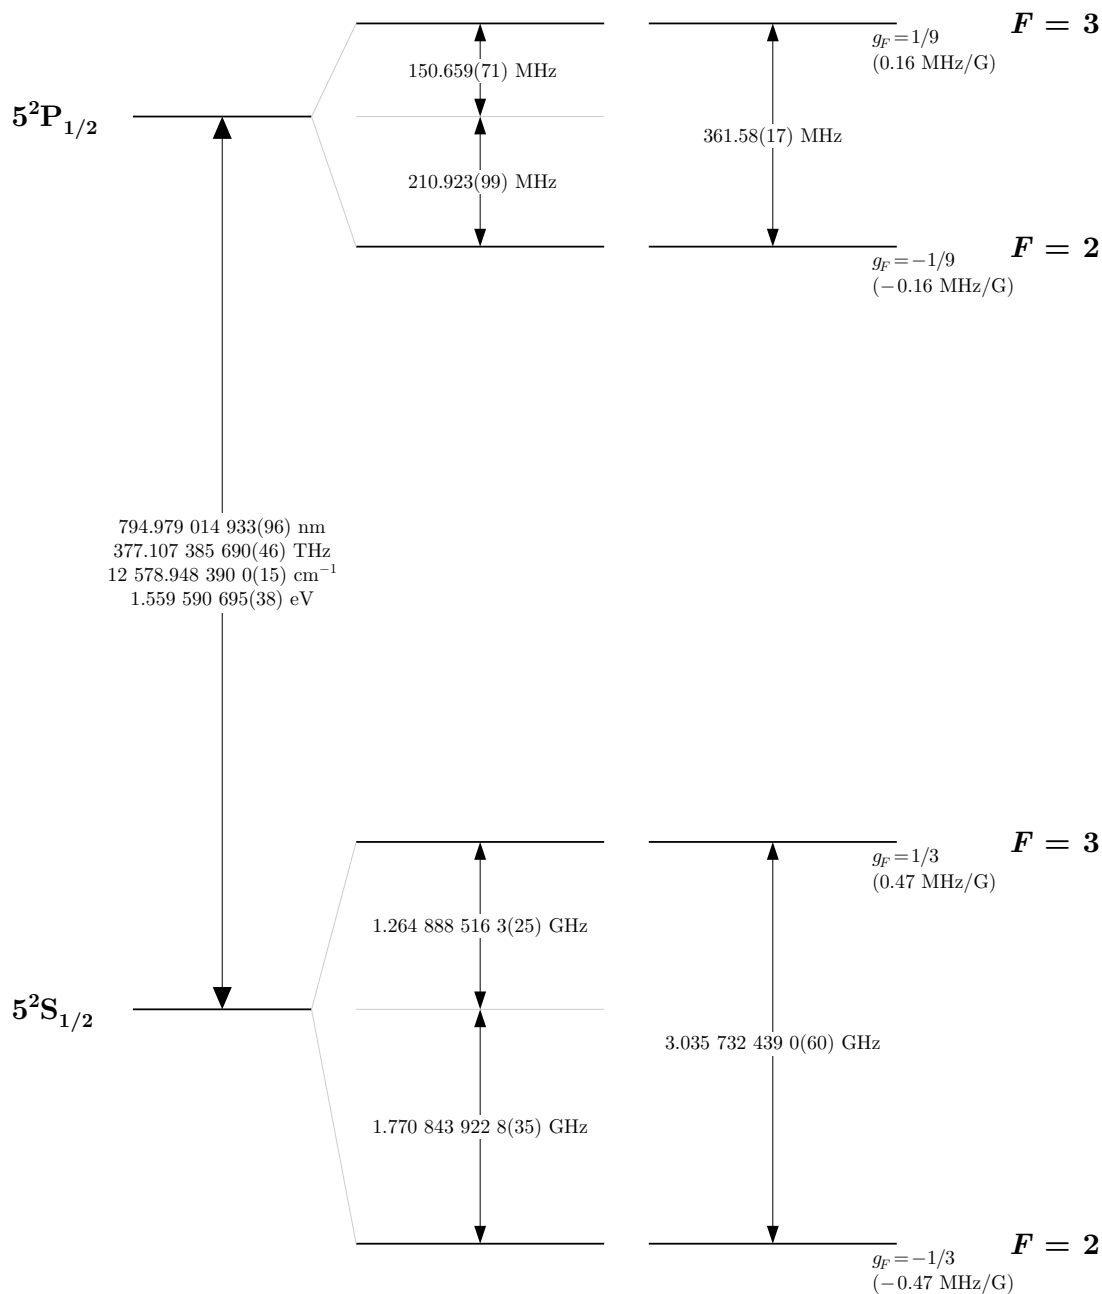 F = 3
g_F = 1/9
(0.16 MHz/G)
150.659(71) MHz
5²P₁/₂
361.58(17) MHz
210.923(99) MHz
F = 2
g_F = −1/9
(−0.16 MHz/G)
794.979 014 933(96) nm
377.107 385 690(46) THz
12 578.948 390 0(15) cm⁻¹
1.559 590 695(38) eV
F = 3
g_F = 1/3
(0.47 MHz/G)
1.264 888 516 3(25) GHz
5²S₁/₂
3.035 732 439 0(60) GHz
1.770 843 922 8(35) GHz
F = 2
g_F = −1/3
(−0.47 MHz/G)